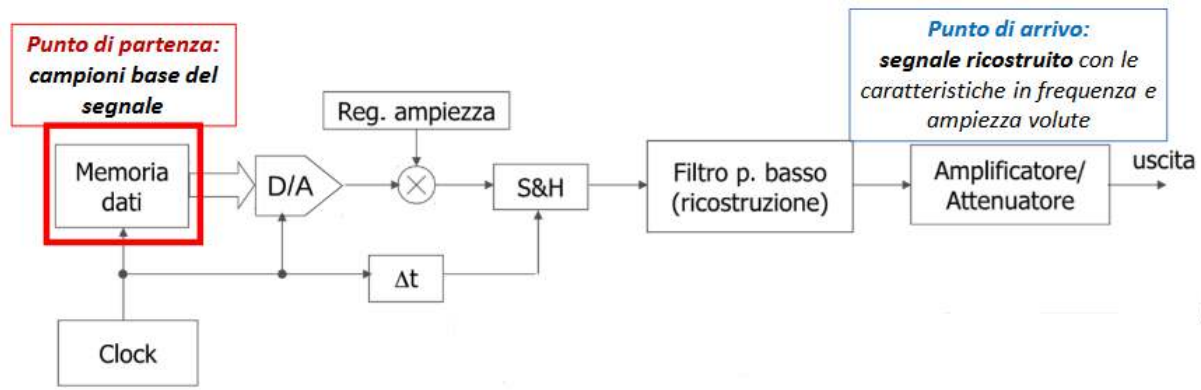 Punto di partenza:
campioni base del
segnale
Punto di arrivo:
segnale ricostruito con le
caratteristiche in frequenza e
ampiezza volute
Reg. ampiezza
Memoria
dati
D/A
S&H
Filtro p. basso
(ricostruzione)
Amplificatore/
Attenuatore
uscita
Δt
Clock